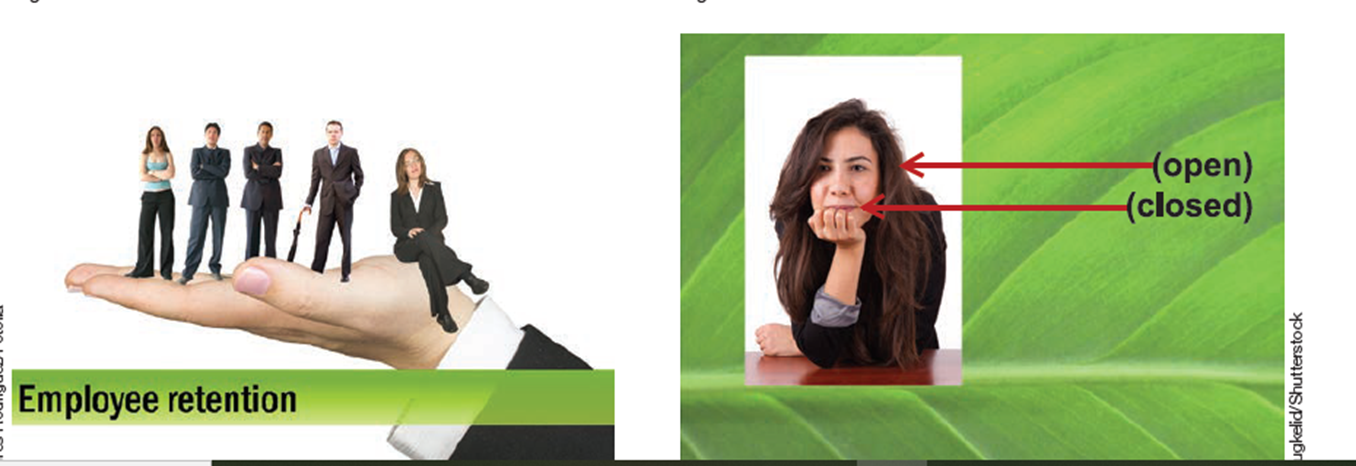 Employee retention
(open)
(closed)
ugkelid/Shutterstock